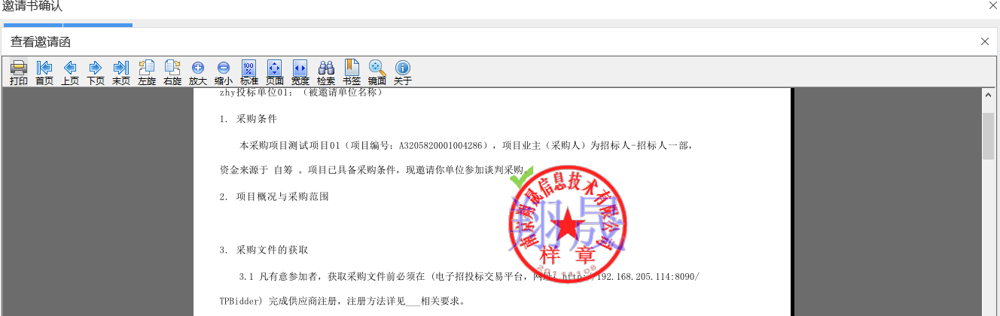 邀请书确认
查看邀请函
打印 首页 上页 下页 末页 左旋 右旋 放大 缩小 标准 页面 宽度 检索 书签 镜面 关于
zhy投标单位01：（被邀请单位名称）
1. 采购条件
本采购项目测试项目01（项目编号：A3205820001004286），项目业主（采购人）为招标人-招标人一部，
资金来源于 自筹 。项目已具备采购条件，现邀请你单位参加谈判采购。
2. 项目概况与采购范围
南京翔晟信息技术有限公司
翔晟
样章
20111108
3. 采购文件的获取
3.1 凡有意参加者，获取采购文件前必须在 (电子招投标交易平台，网址：http://192.168.205.114:8090/
TPBidder) 完成供应商注册，注册方法详见___相关要求。